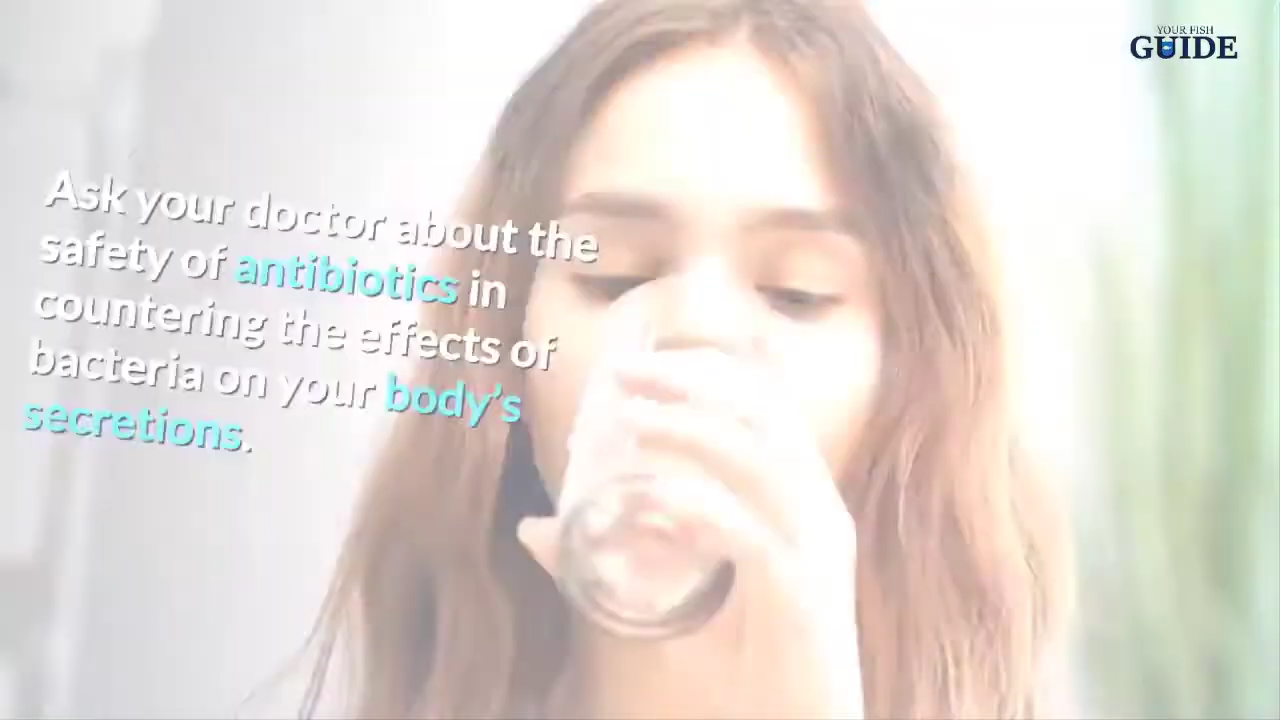 YOUR FISH
GUIDE
Ask your doctor about the
safety of antibiotics in
countering the effects of
bacteria on your body's
secretions.